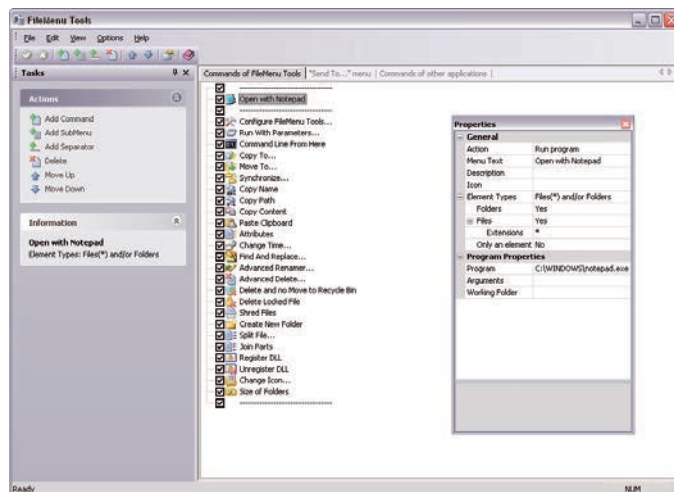 FileMenu Tools
File Edit View Options Help
Tasks
Actions
Add Command
Add SubMenu
Add Separator
Delete
Move Up
Move Down
Information
Open with Notepad
Element Types: Files(*) and/or Folders
Commands of FileMenu Tools | "Send To..." menu | Commands of other applications |
Open with Notepad
Configure FileMenu Tools...
Run With Parameters...
Command Line From Here
Copy To...
Move To...
Synchronize...
Copy Name
Copy Path
Copy Content
Paste Clipboard
Attributes
Change Time...
Find And Replace...
Advanced Renamer...
Advanced Delete...
Delete and no Move to Recycle Bin
Delete Locked File
Shred Files
Create New Folder
Split File...
Join Parts
Register DLL
Unregister DLL
Change Icon...
Size of Folders
Properties
General
Action Run program
Menu Text Open with Notepad
Description
Icon
Element Types Files(*) and/or Folders
Folders Yes
Files Yes
Extensions *
Only an element No
Program Properties
Program C:\WINDOWS\notepad.exe
Arguments
Working Folder
Ready NUM